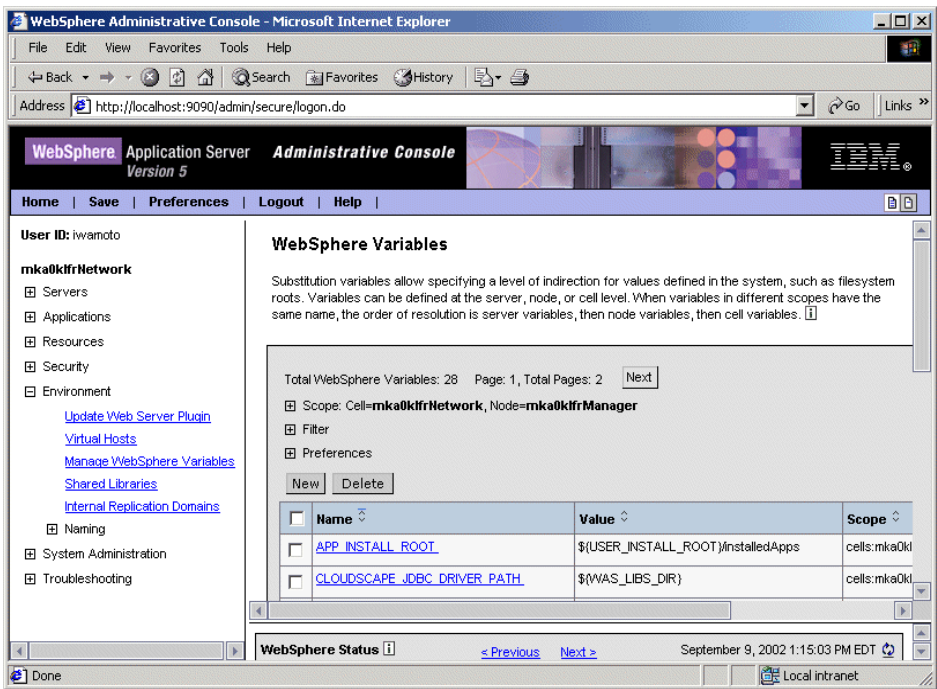 WebSphere Administrative Console - Microsoft Internet Explorer
File Edit View Favorites Tools Help
Back Search Favorites History
Address http://localhost:9090/admin/secure/logon.do Go Links »
WebSphere Application Server Administrative Console IBM®
Version 5
Home | Save | Preferences | Logout | Help |
User ID: iwamoto
mka0klfrNetwork
Servers
Applications
Resources
Security
Environment
Update Web Server Plugin
Virtual Hosts
Manage WebSphere Variables
Shared Libraries
Internal Replication Domains
Naming
System Administration
Troubleshooting
WebSphere Variables
Substitution variables allow specifying a level of indirection for values defined in the system, such as filesystem
roots. Variables can be defined at the server, node, or cell level. When variables in different scopes have the
same name, the order of resolution is server variables, then node variables, then cell variables. i
Total WebSphere Variables: 28 Page: 1, Total Pages: 2 Next
Scope: Cell=mka0klfrNetwork, Node=mka0klfrManager
Filter
Preferences
New Delete
Name Value Scope
APP_INSTALL_ROOT ${USER_INSTALL_ROOT}/installedApps cells:mka0kl
CLOUDSCAPE_JDBC_DRIVER_PATH ${WAS_LIBS_DIR} cells:mka0kl
WebSphere Status i < Previous Next > September 9, 2002 1:15:03 PM EDT
Done Local intranet